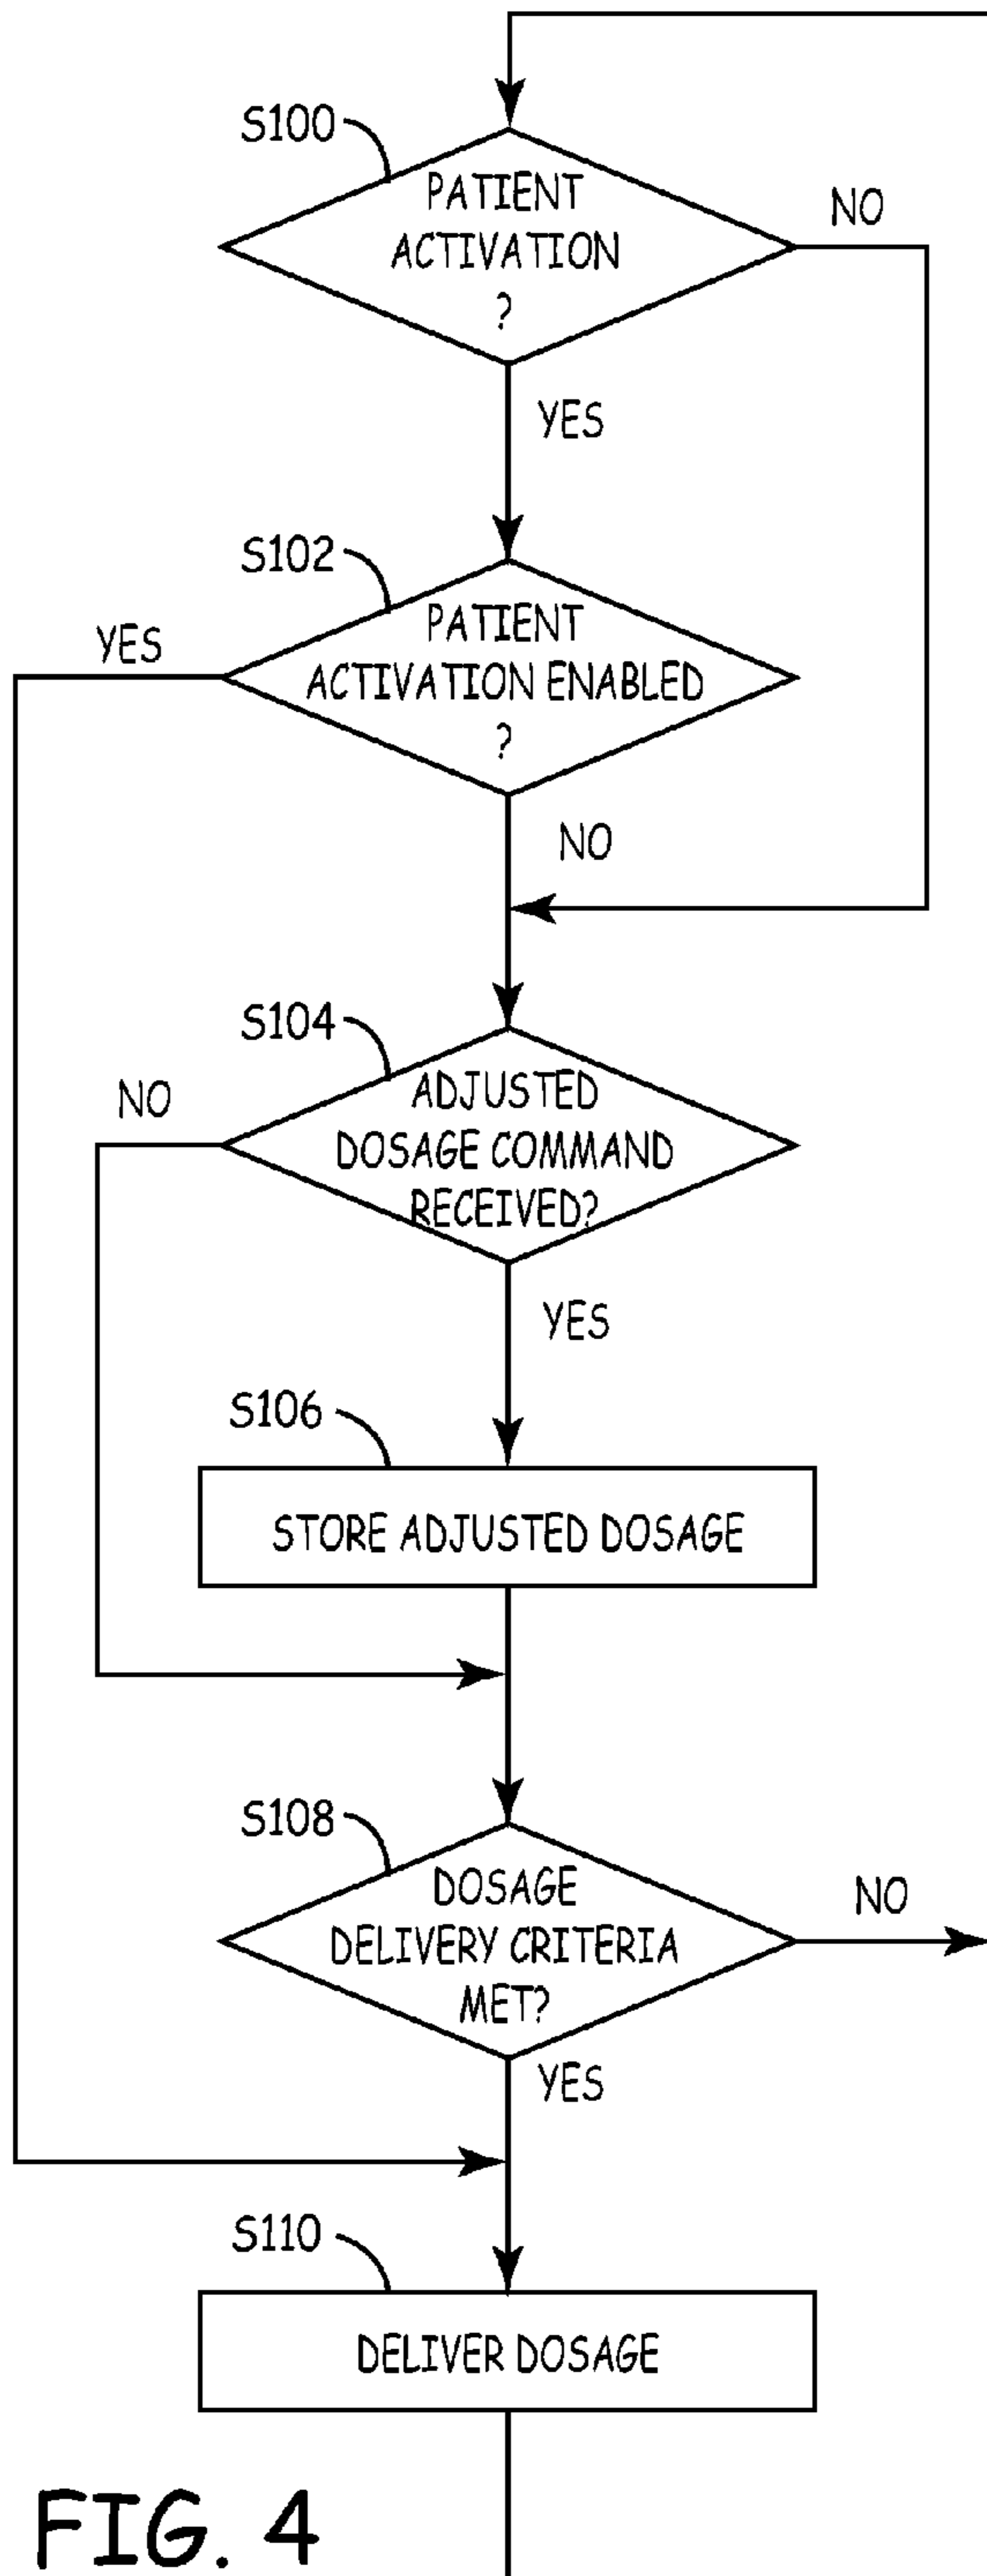 S100
PATIENT
ACTIVATION
?
NO
YES
S102
PATIENT
ACTIVATION ENABLED
?
YES
NO
S104
ADJUSTED
DOSAGE COMMAND
RECEIVED?
NO
YES
S106
STORE ADJUSTED DOSAGE
S108
DOSAGE
DELIVERY CRITERIA
MET?
NO
YES
S110
DELIVER DOSAGE
FIG. 4